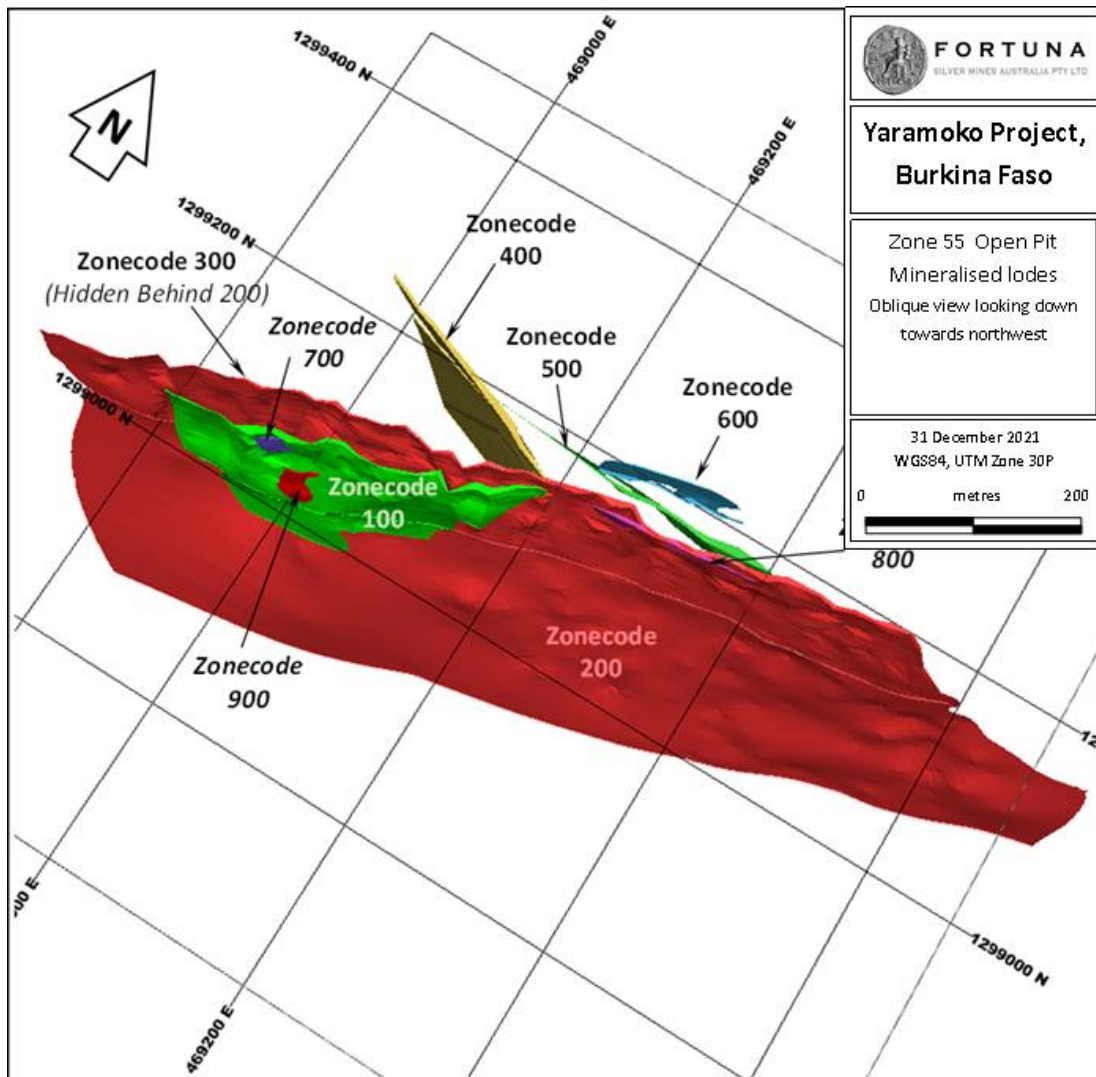 1299400 N
469000 E
469200 E
1299200 N
N
FORTUNA
SILVER MINES AUSTRALIA PTY LTD
Yaramoko Project,
Burkina Faso
Zone 55 Open Pit
Mineralised lodes
Oblique view looking down
towards northwest
31 December 2021
WGS84, UTM Zone 30P
0 metres 200
Zonecode
400
Zonecode 300
(Hidden Behind 200)
Zonecode
700
Zonecode
500
Zonecode
600
1299000 N
Zonecode
100
800
Zonecode
200
Zonecode
900
1299000 N
469200 E